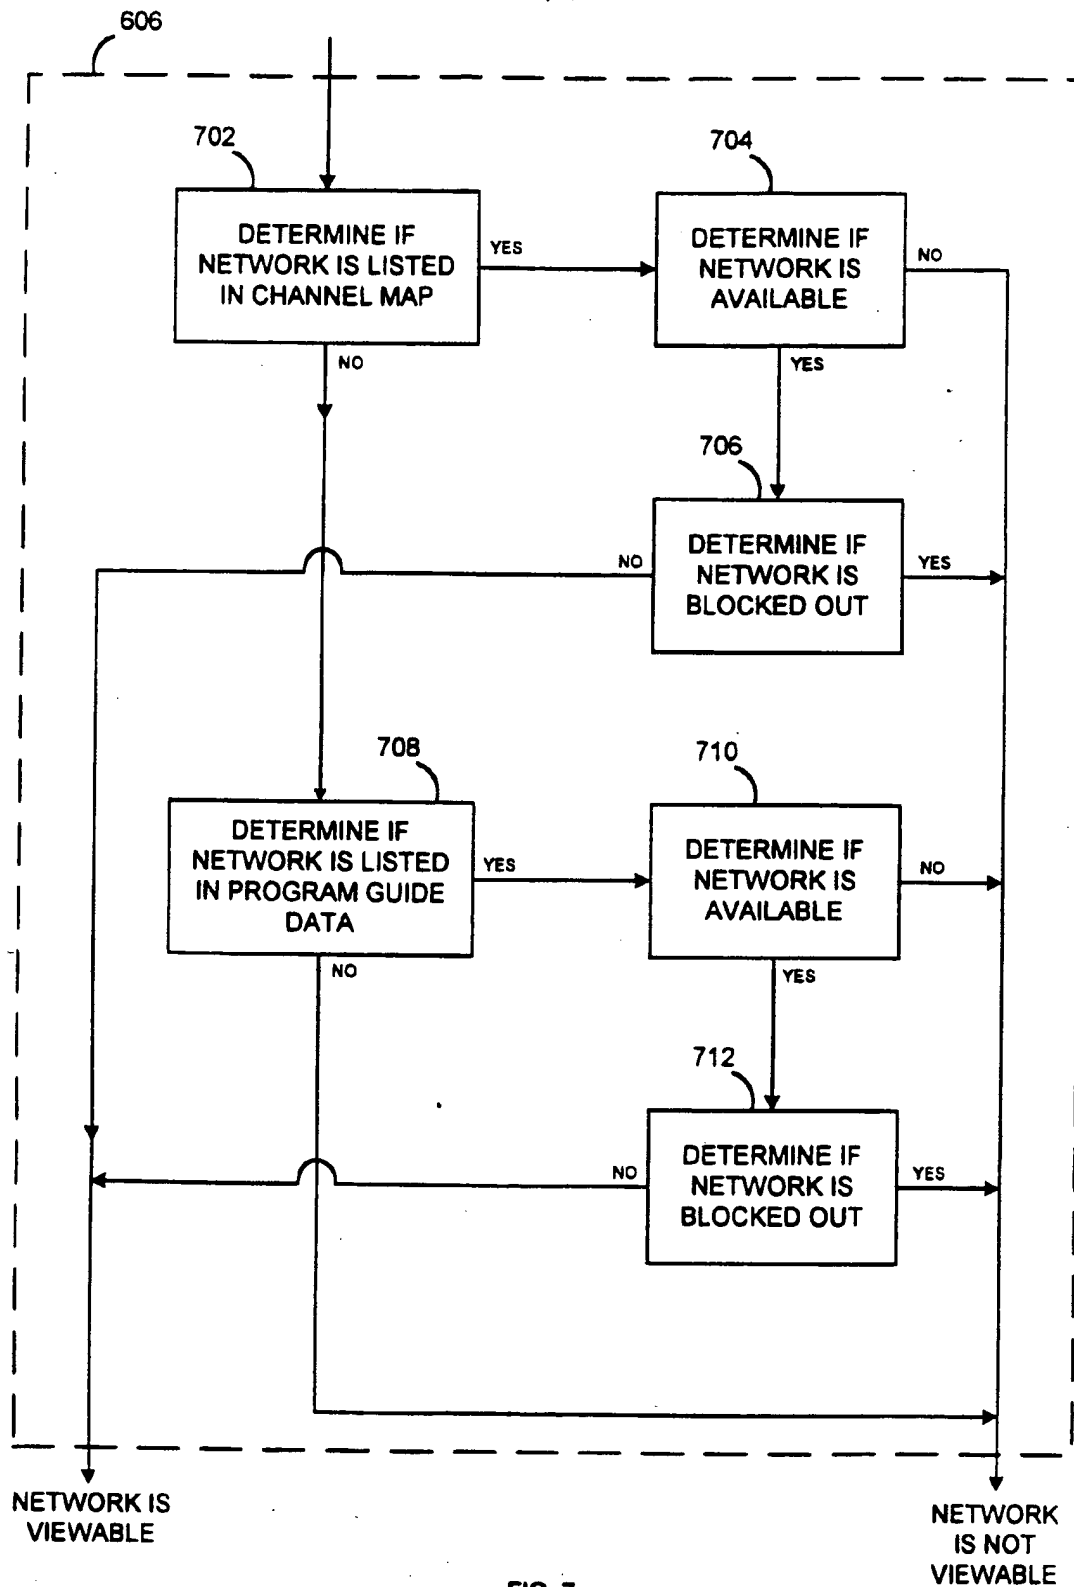 606
702
704
DETERMINE IF
NETWORK IS LISTED
IN CHANNEL MAP
YES
DETERMINE IF
NETWORK IS
AVAILABLE
NO
NO
YES
706
NO
DETERMINE IF
NETWORK IS
BLOCKED OUT
YES
708
710
DETERMINE IF
NETWORK IS LISTED
IN PROGRAM GUIDE
DATA
YES
DETERMINE IF
NETWORK IS
AVAILABLE
NO
NO
YES
712
NO
DETERMINE IF
NETWORK IS
BLOCKED OUT
YES
NETWORK IS
VIEWABLE
NETWORK
IS NOT
VIEWABLE